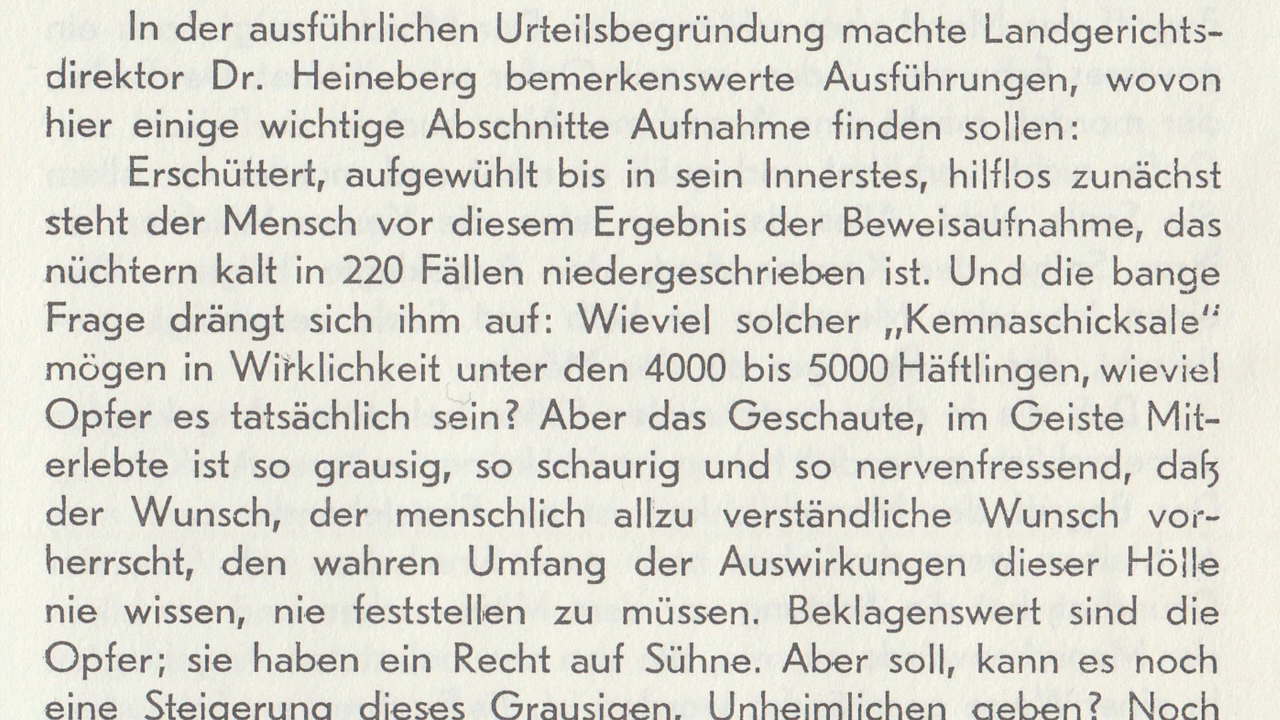 In der ausführlichen Urteilsbegründung machte Landgerichts-
direktor Dr. Heineberg bemerkenswerte Ausführungen, wovon
hier einige wichtige Abschnitte Aufnahme finden sollen:
Erschüttert, aufgewühlt bis in sein Innerstes, hilflos zunächst
steht der Mensch vor diesem Ergebnis der Beweisaufnahme, das
nüchtern kalt in 220 Fällen niedergeschrieben ist. Und die bange
Frage drängt sich ihm auf: Wieviel solcher „Kemnaschicksale“
mögen in Wirklichkeit unter den 4000 bis 5000 Häftlingen, wieviel
Opfer es tatsächlich sein? Aber das Geschaute, im Geiste Mit-
erlebte ist so grausig, so schaurig und so nervenfressend, daß
der Wunsch, der menschlich allzu verständliche Wunsch vor-
herrscht, den wahren Umfang der Auswirkungen dieser Hölle
nie wissen, nie feststellen zu müssen. Beklagenswert sind die
Opfer, sie haben ein Recht auf Sühne. Aber soll, kann es noch
eine Steigerung dieses Grausigen, Unheimlichen geben? Noch